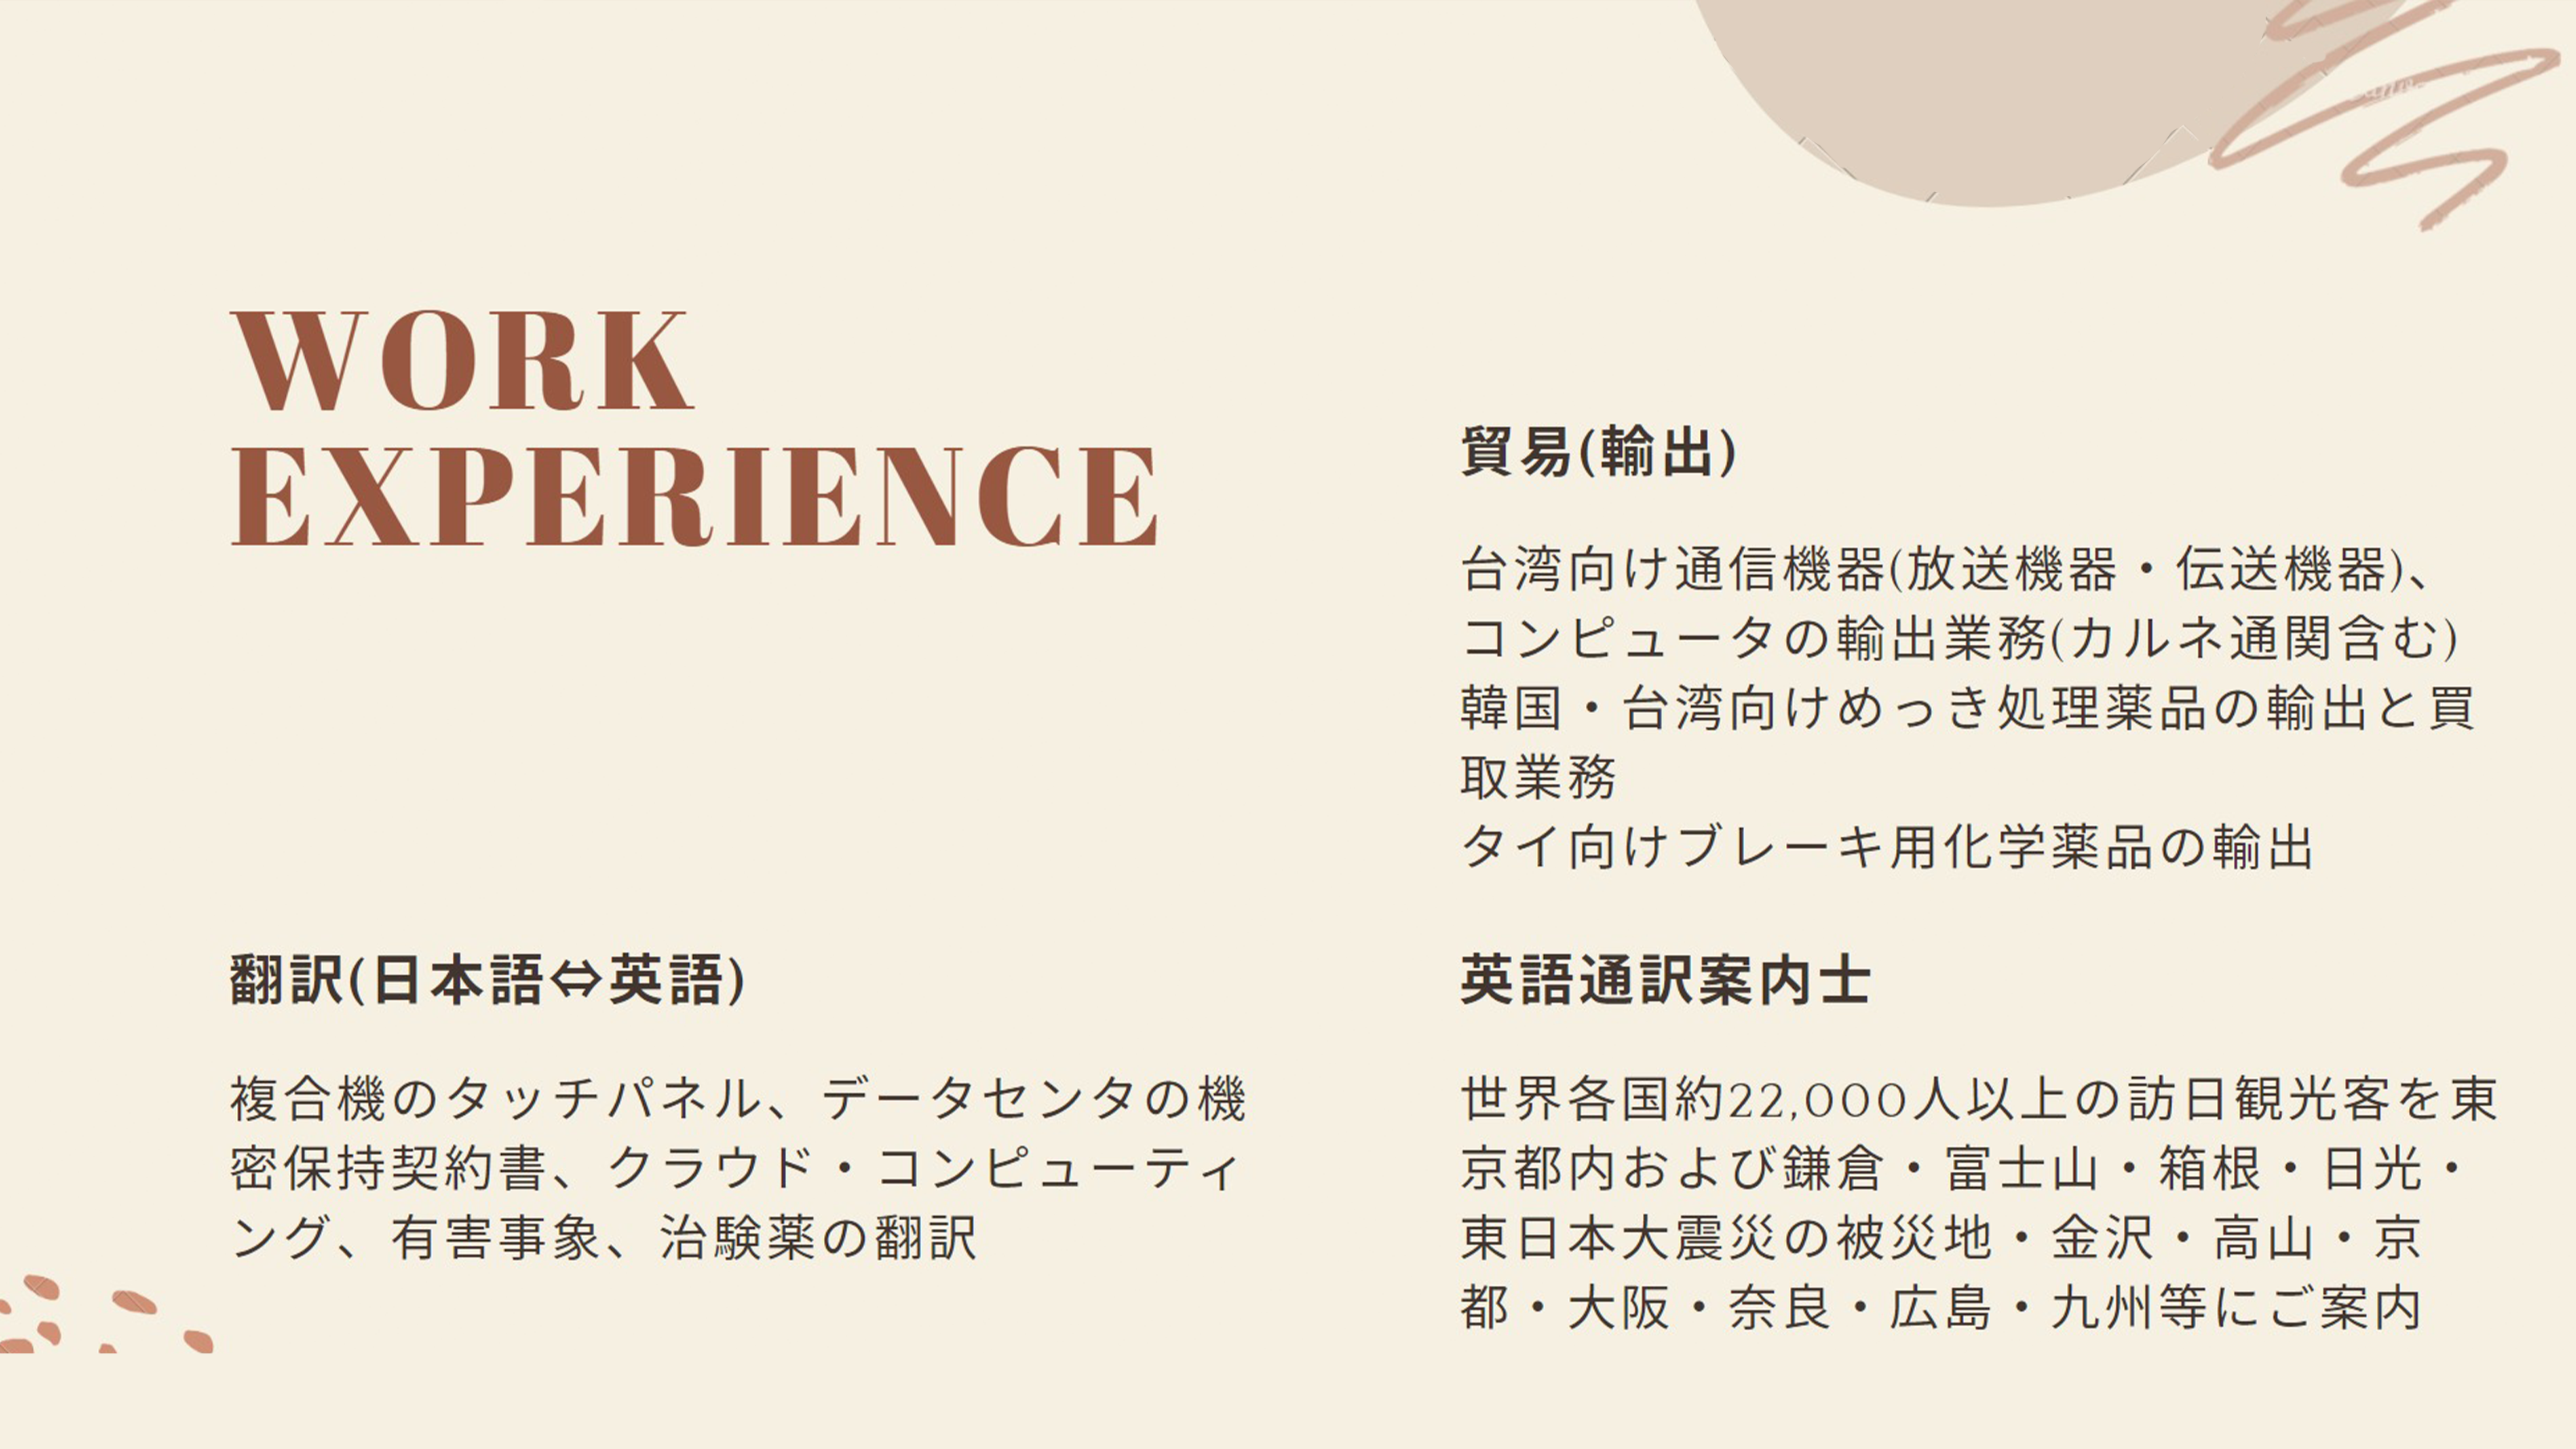 WORK
EXPERIENCE
貿易(輸出)
台湾向け通信機器(放送機器・伝送機器)、
コンピュータの輸出業務(カルネ通関含む)
韓国・台湾向けめっき処理薬品の輸出と買
取業務
タイ向けブレーキ用化学薬品の輸出
翻訳(日本語⇔英語)
複合機のタッチパネル、データセンタの機
密保持契約書、クラウド・コンピューティ
ング、有害事象、治験薬の翻訳
英語通訳案内士
世界各国約22,000人以上の訪日観光客を東
京都内および鎌倉・富士山・箱根・日光・
東日本大震災の被災地・金沢・高山・京
都・大阪・奈良・広島・九州等にご案内